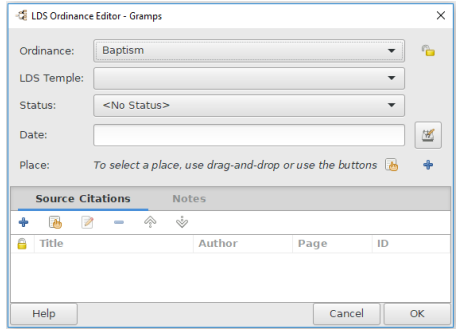 LDS Ordinance Editor - Gramps
Ordinance: Baptism
LDS Temple:
Status: <No Status>
Date:
Place: To select a place, use drag-and-drop or use the buttons
Source Citations Notes
Title Author Page ID
Help Cancel OK